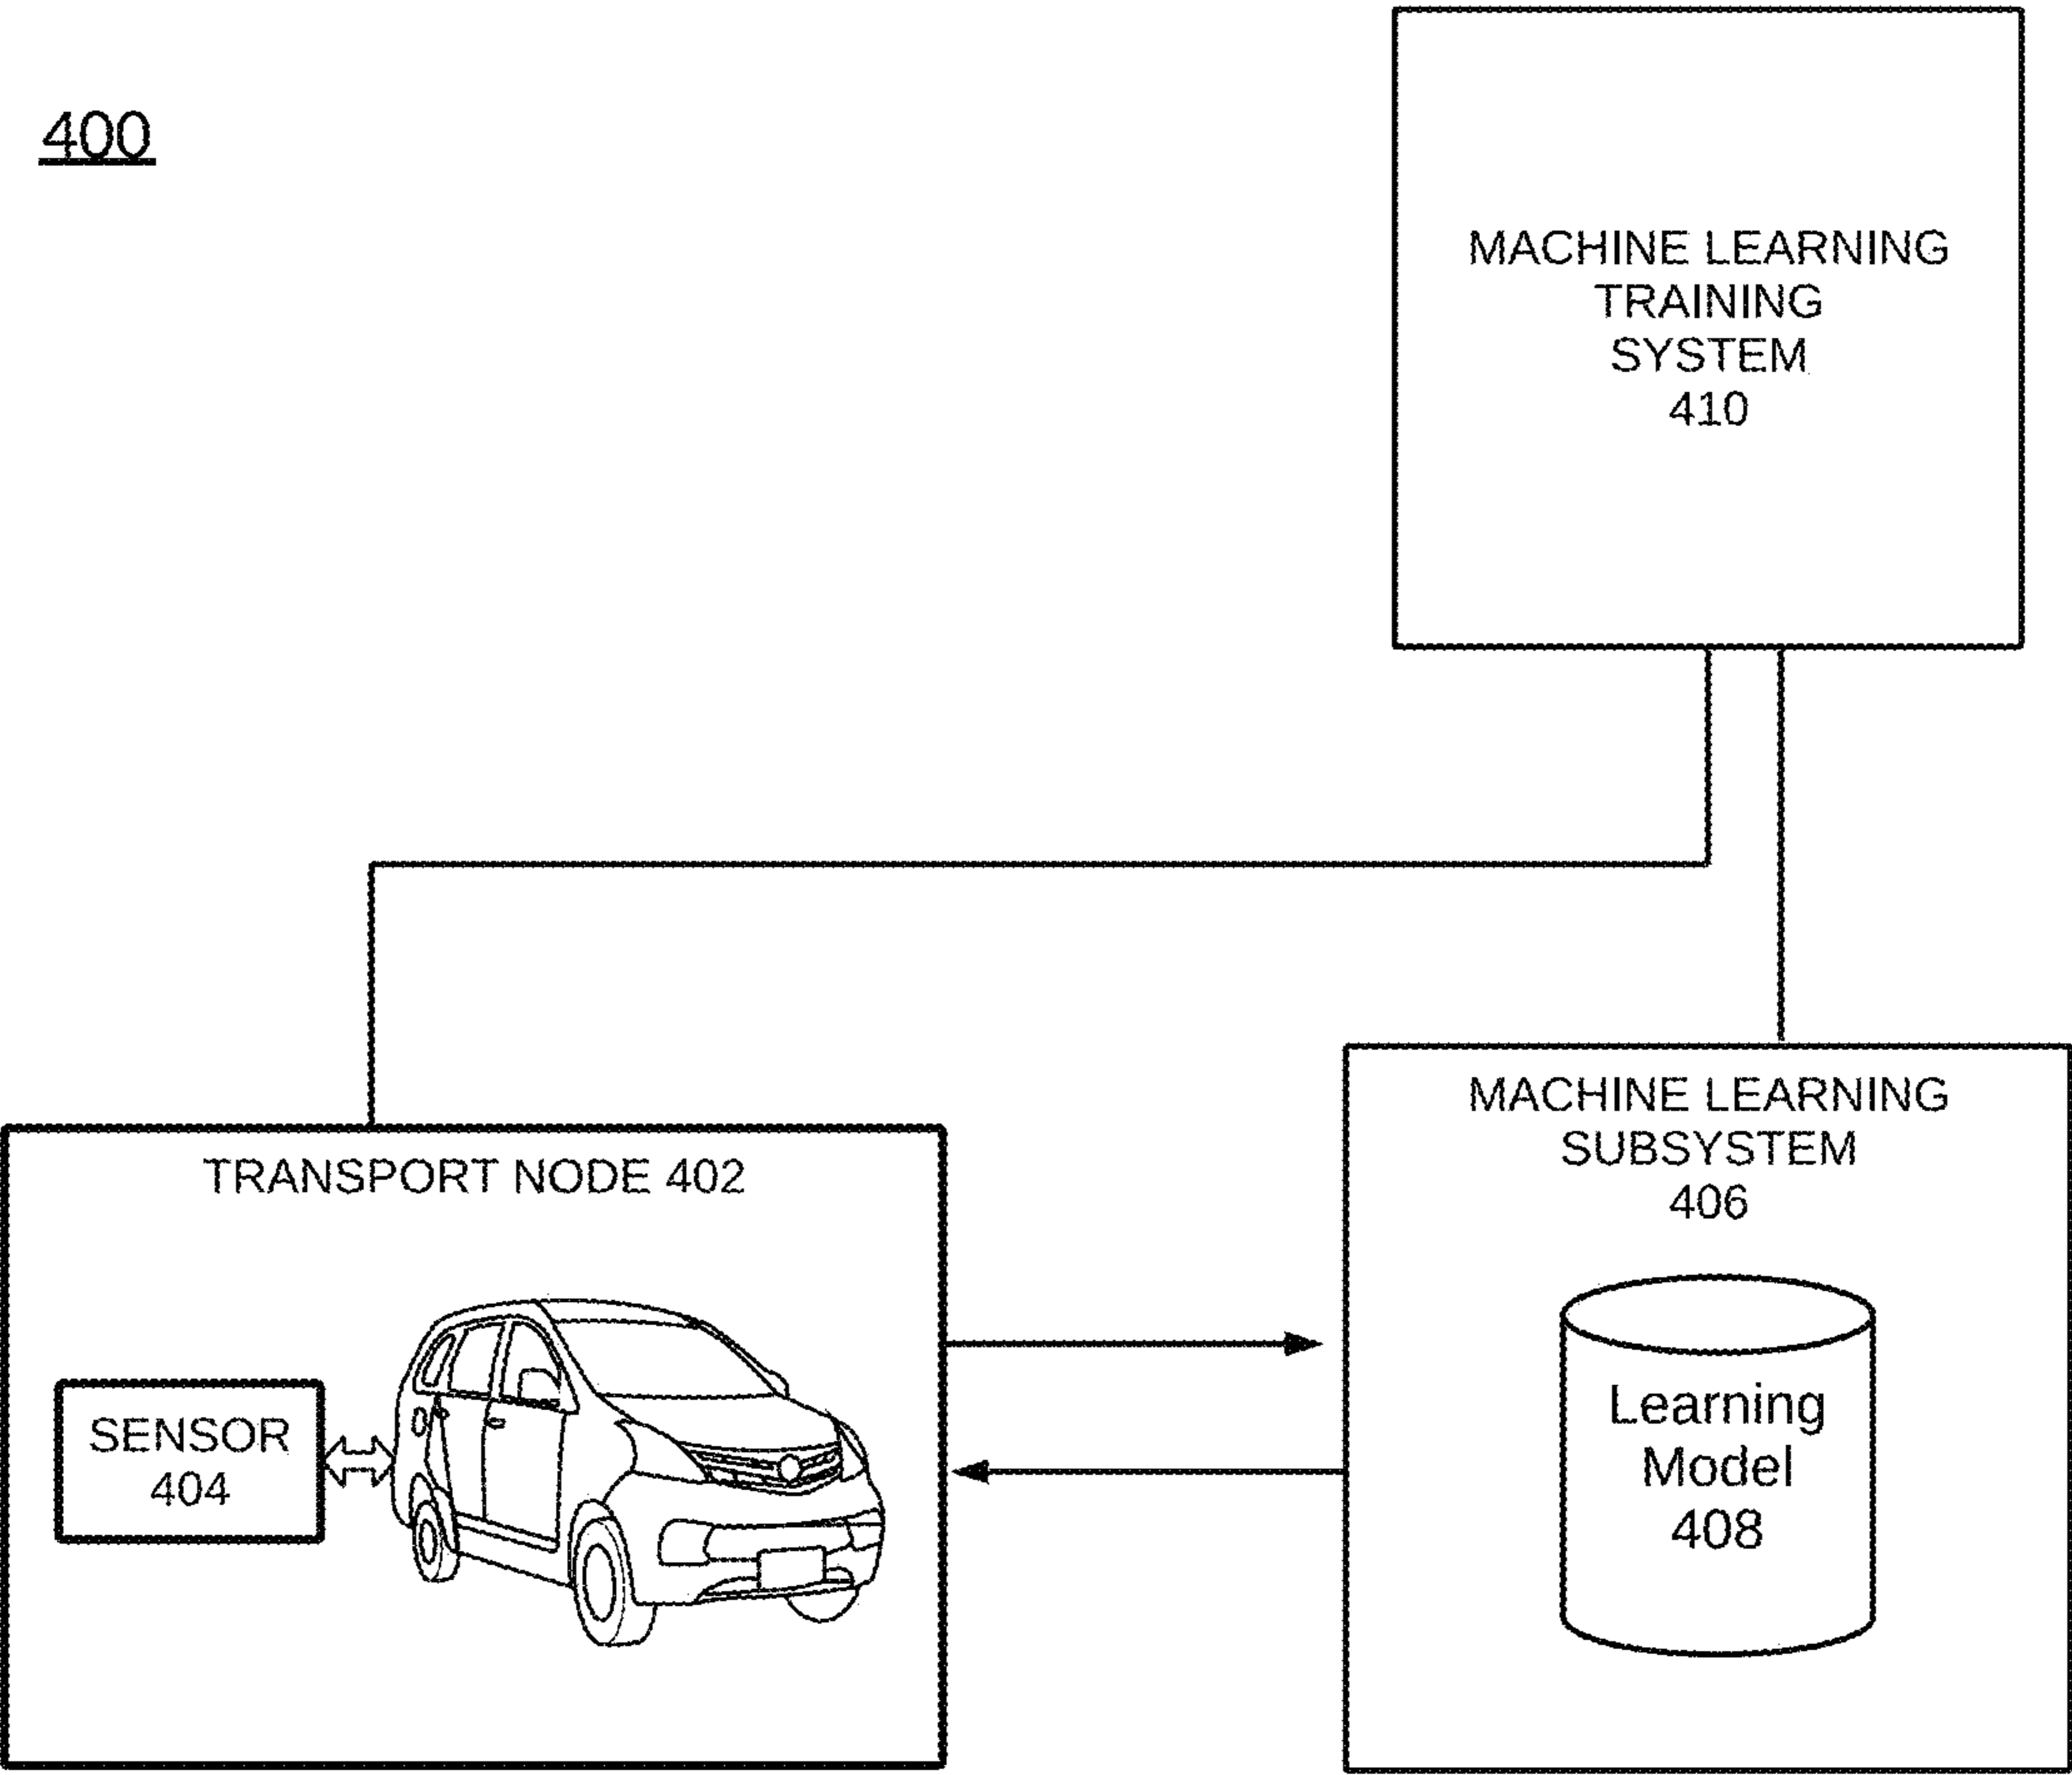 400
MACHINE LEARNING
TRAINING
SYSTEM
410
TRANSPORT NODE 402
SENSOR
404
MACHINE LEARNING
SUBSYSTEM
406
Learning
Model
408